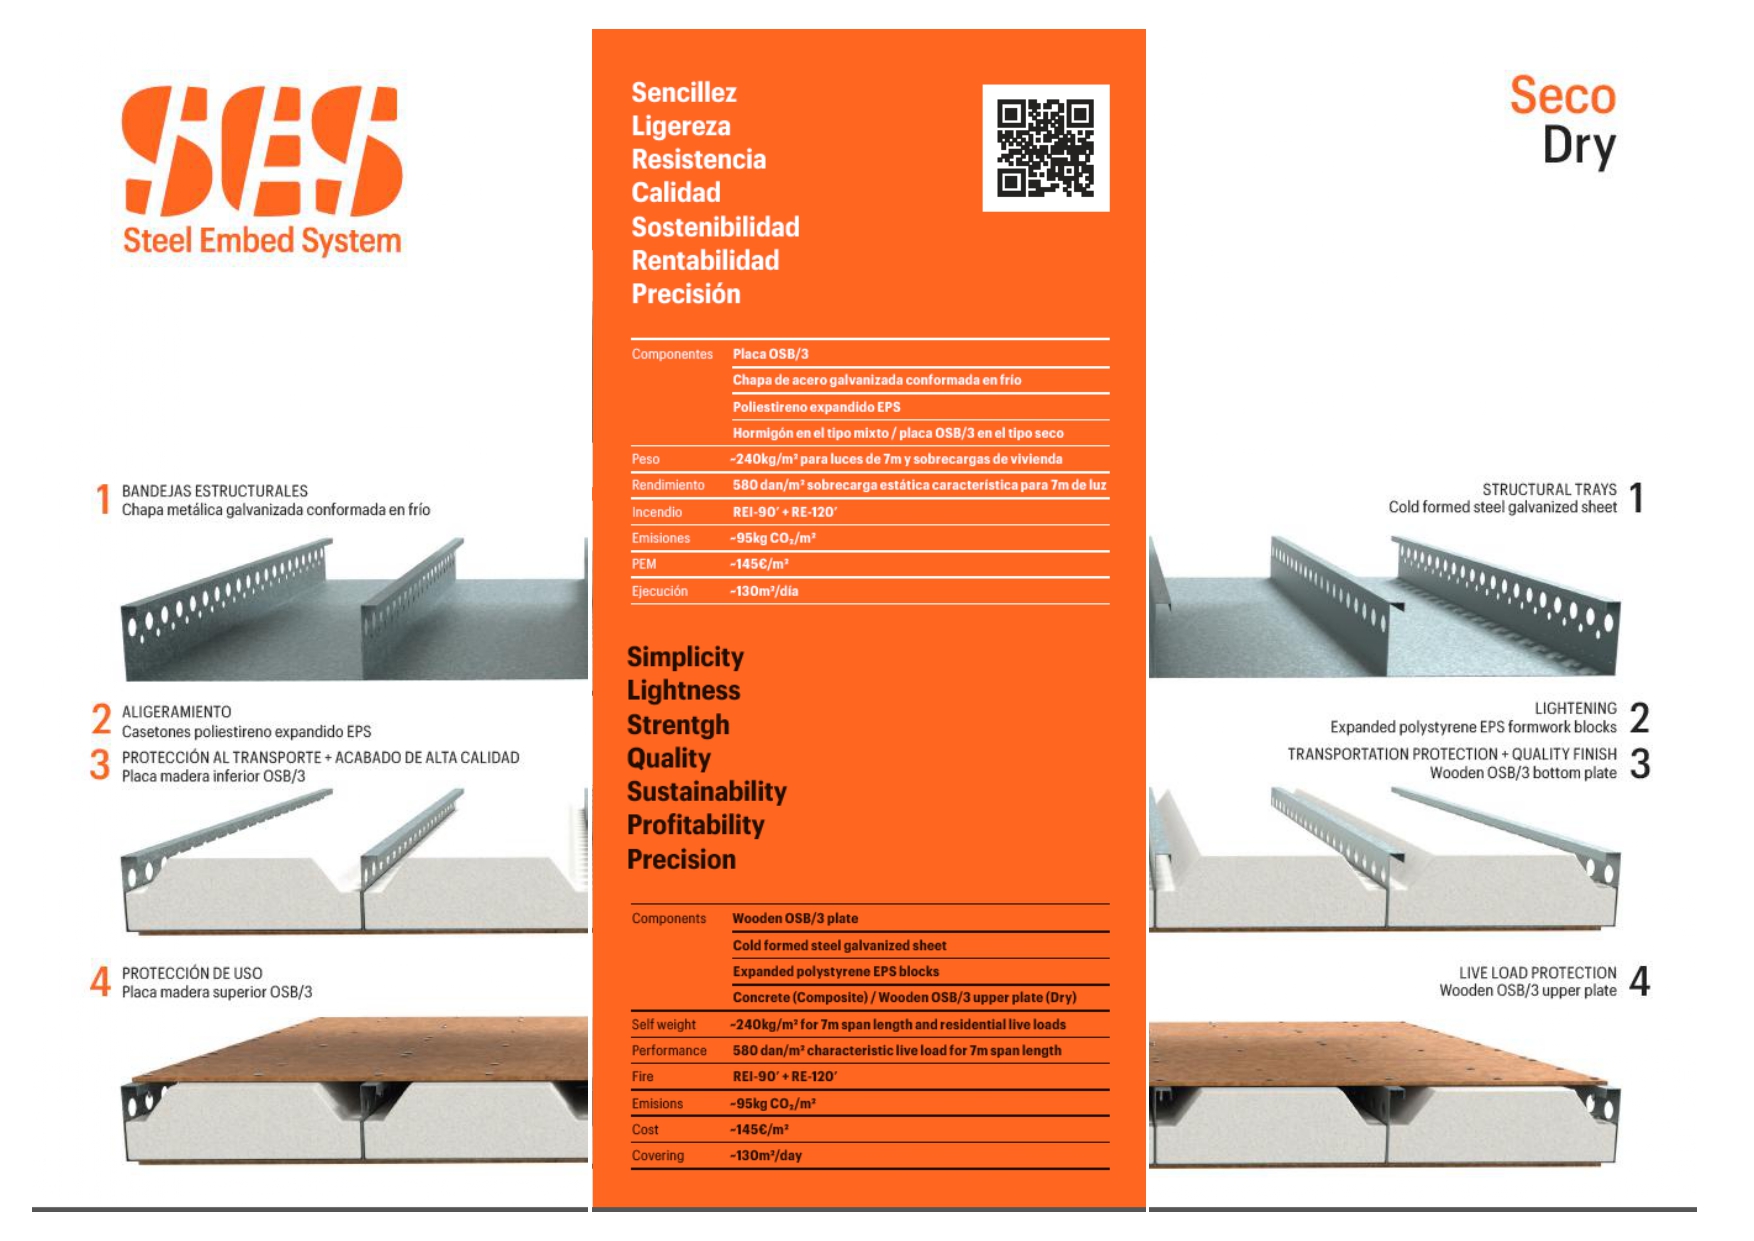 SES
Steel Embed System
1 BANDEJAS ESTRUCTURALES
Chapa metálica galvanizada conformada en frío
2 ALIGERAMIENTO
Casetones poliestireno expandido EPS
3 PROTECCIÓN AL TRANSPORTE + ACABADO DE ALTA CALIDAD
Placa madera inferior OSB/3
4 PROTECCIÓN DE USO
Placa madera superior OSB/3
Sencillez
Ligereza
Resistencia
Calidad
Sostenibilidad
Rentabilidad
Precisión
Componentes Placa OSB/3
Chapa de acero galvanizada conformada en frío
Poliestireno expandido EPS
Hormigón en el tipo mixto / placa OSB/3 en el tipo seco
Peso ~240kg/m² para luces de 7m y sobrecargas de vivienda
Rendimiento 580 dan/m² sobrecarga estática característica para 7m de luz
Incendio REI-90’ + RE-120’
Emisiones ~95kg CO₂/m²
PEM ~145€/m²
Ejecución ~130m²/día
Simplicity
Lightness
Strentgh
Quality
Sustainability
Profitability
Precision
Components Wooden OSB/3 plate
Cold formed steel galvanized sheet
Expanded polystyrene EPS blocks
Concrete (Composite) / Wooden OSB/3 upper plate (Dry)
Self weight ~240kg/m² for 7m span length and residential live loads
Performance 580 dan/m² characteristic live load for 7m span length
Fire REI-90’ + RE-120’
Emisions ~95kg CO₂/m²
Cost ~145€/m²
Covering ~130m²/day
Seco
Dry
STRUCTURAL TRAYS 1
Cold formed steel galvanized sheet
LIGHTENING 2
Expanded polystyrene EPS formwork blocks
TRANSPORTATION PROTECTION + QUALITY FINISH 3
Wooden OSB/3 bottom plate
LIVE LOAD PROTECTION 4
Wooden OSB/3 upper plate